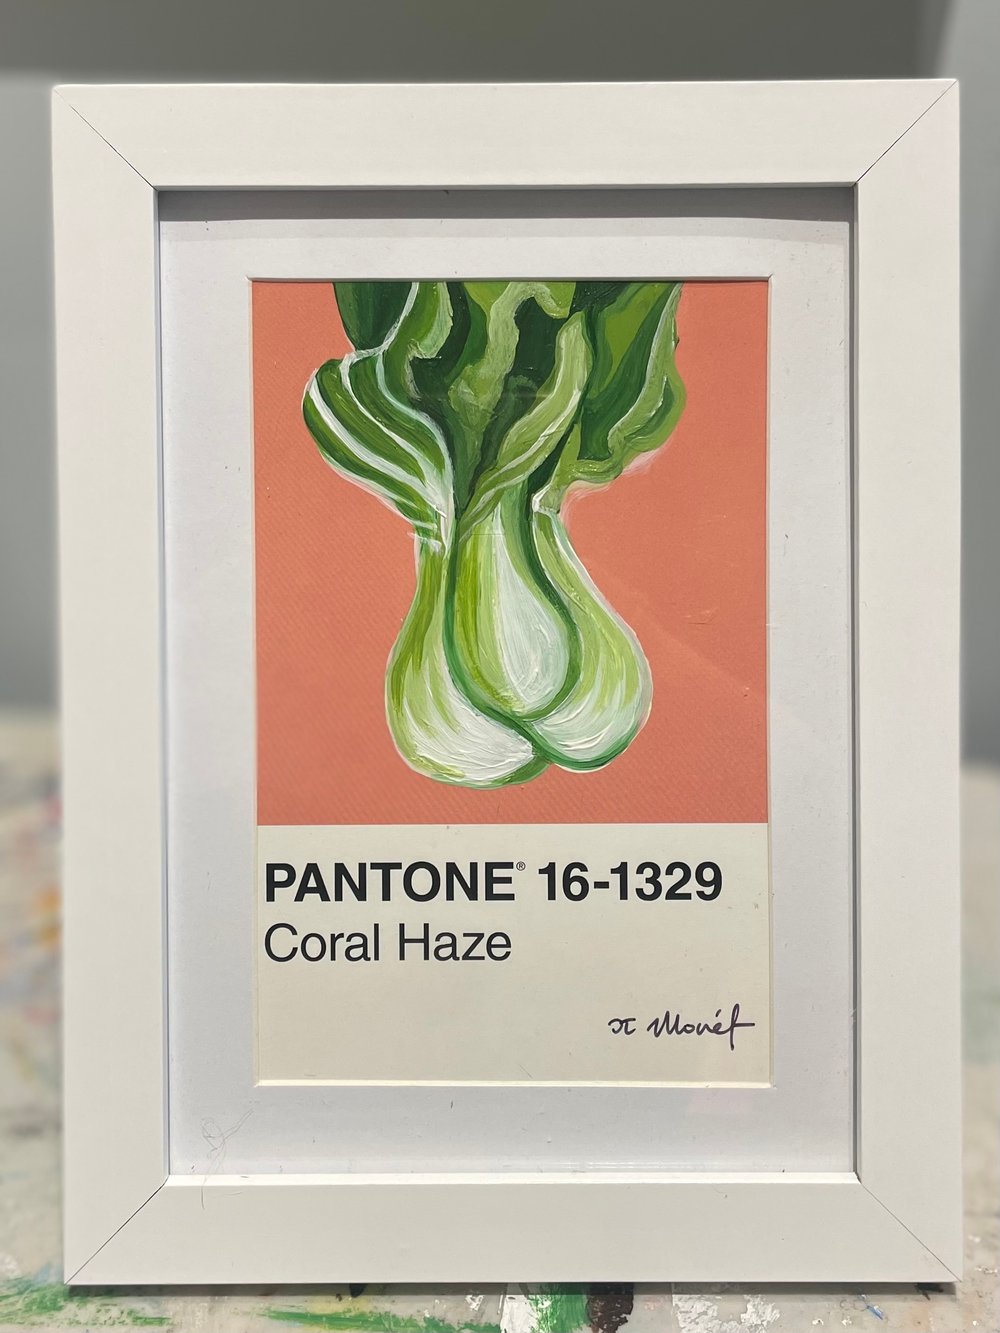 PANTONE® 16-1329
Coral Haze